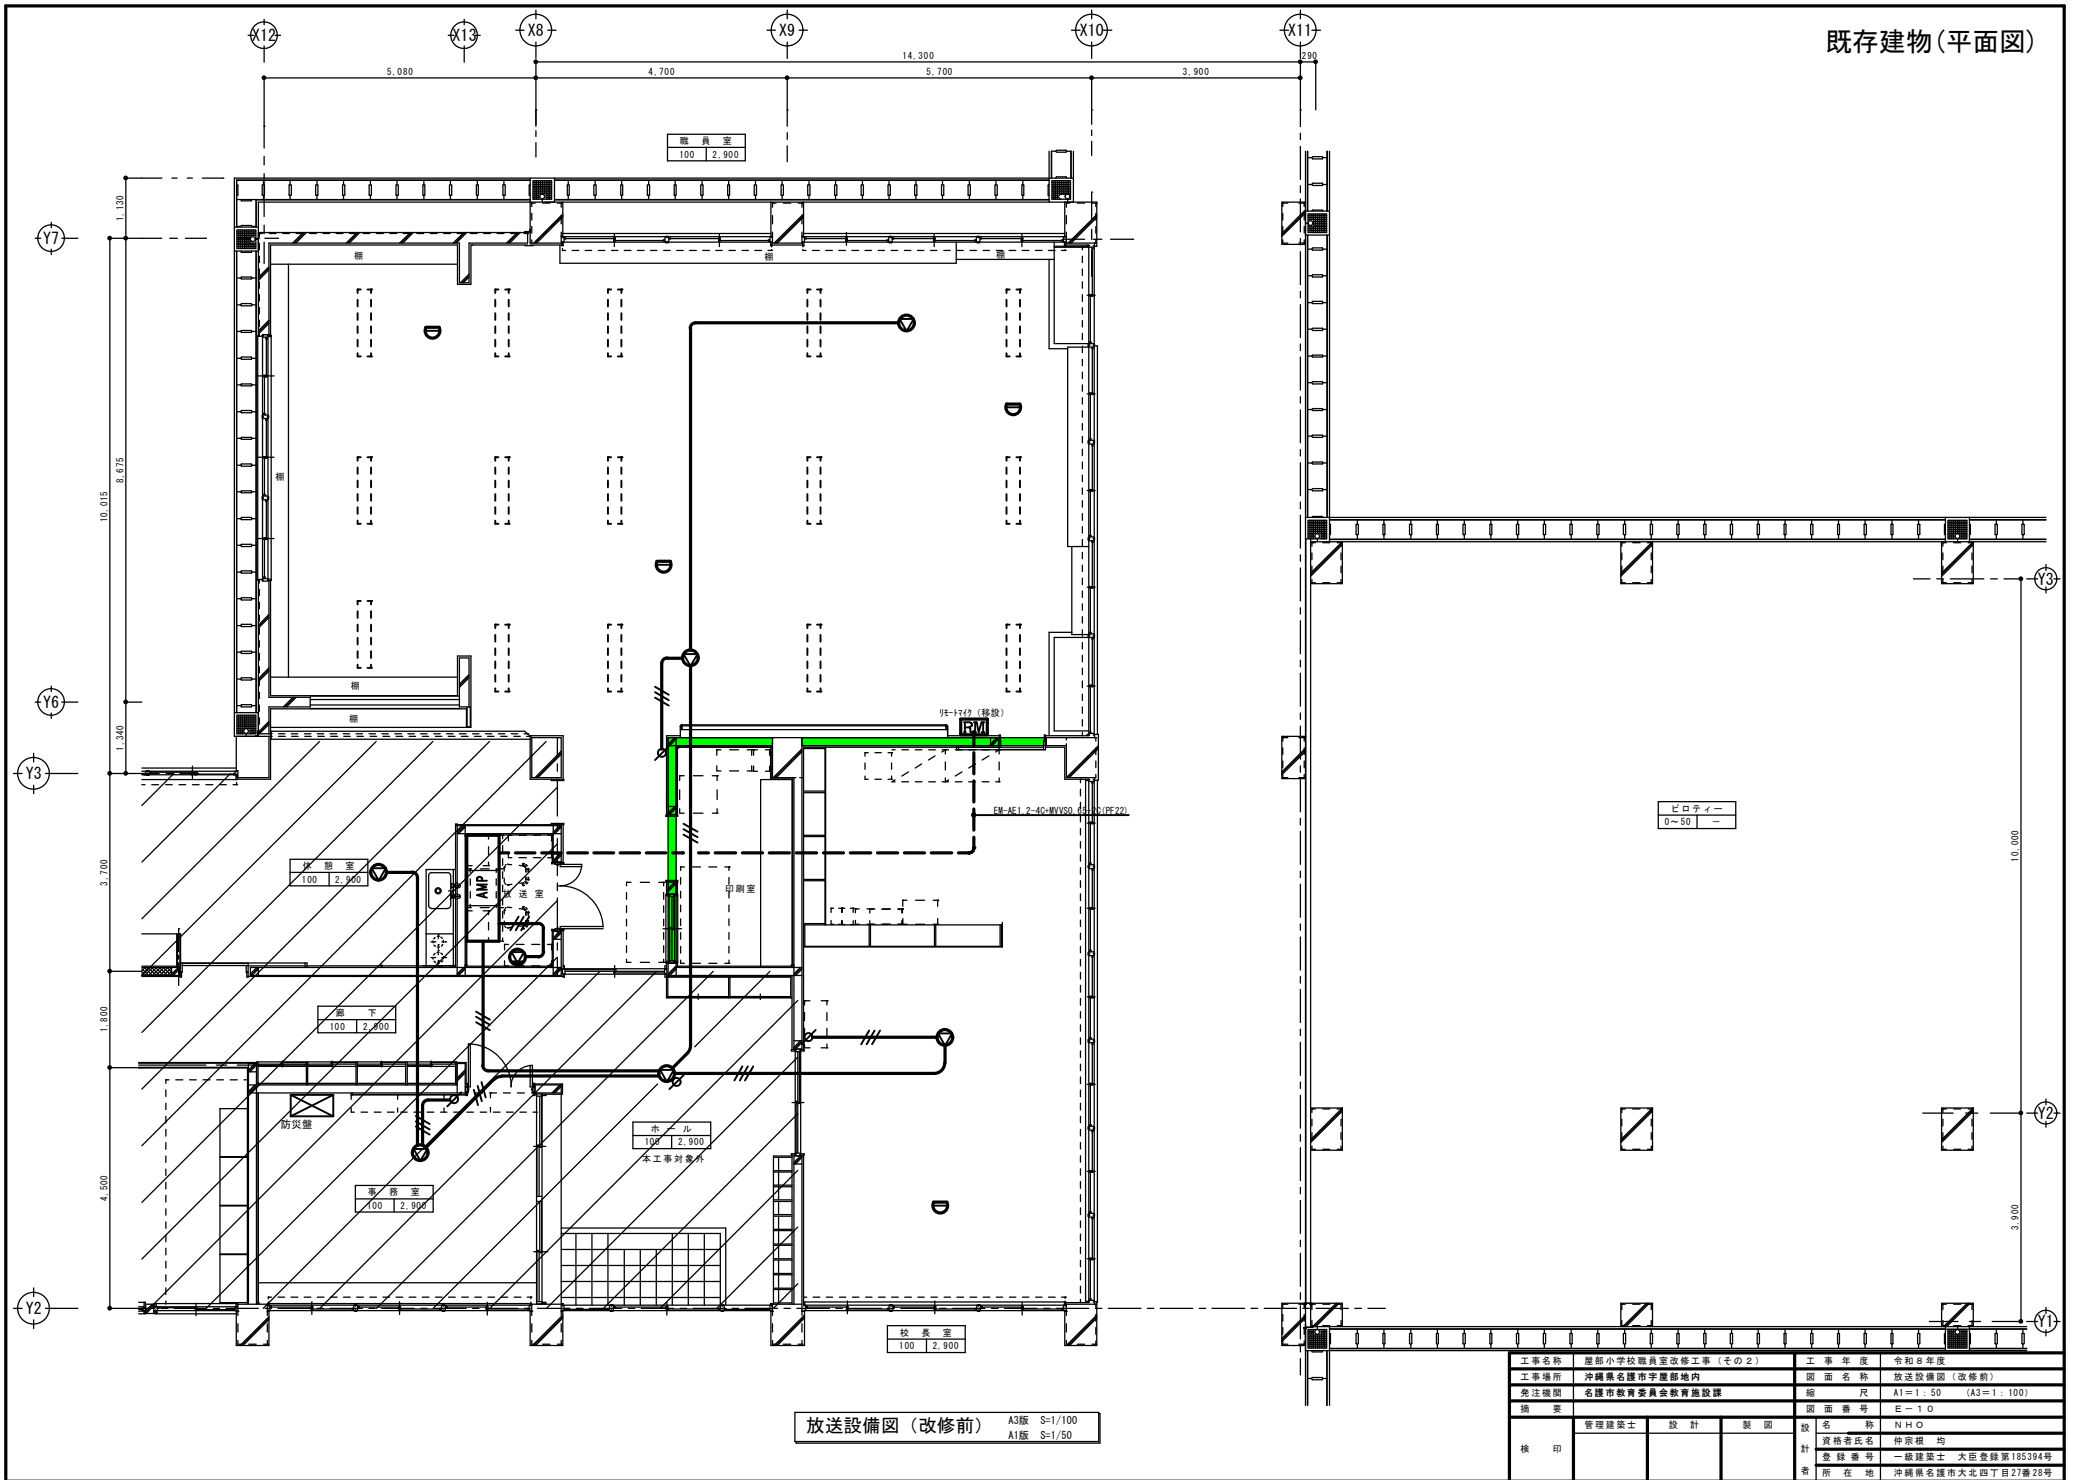 既存建物(平面図)
X12
X13
X8
X9
X10
X11
14,300
290
5,080
4,700
5,700
3,900
職員室
100 2,900
1,130
Y7
棚
棚
棚
棚
8,675
10,015
Y3
Y6
棚
棚
1,340
ﾘﾓｰﾄﾏｲｸ(移設)
RM
Y3
EM-AE1.2-4C+MVVS0.65-2C(PF22)
ピロティー
0~50 －
10,000
3,700
休憩室
100 2,900
AMP
放送室
印刷室
廊下
100 2,900
1,800
Y2
防災盤
ホール
100 2,900
本工事対象外
事務室
100 2,900
4,500
3,900
Y2
Y1
校長室
100 2,900
放送設備図(改修前)
A3版 S=1/100
A1版 S=1/50
工事名称 屋部小学校職員室改修工事(その2) 工事年度 令和8年度
工事場所 沖縄県名護市字屋部地内 図面名称 放送設備図(改修前)
発注機関 名護市教育委員会教育施設課 縮尺 A1=1:50 (A3=1:100)
摘要 図面番号 E-10
検印 管理建築士 設計 製図
設計者 名称 NHO
資格者氏名 仲宗根 均
登録番号 一級建築士 大臣登録第185394号
所在地 沖縄県名護市大北四丁目27番28号